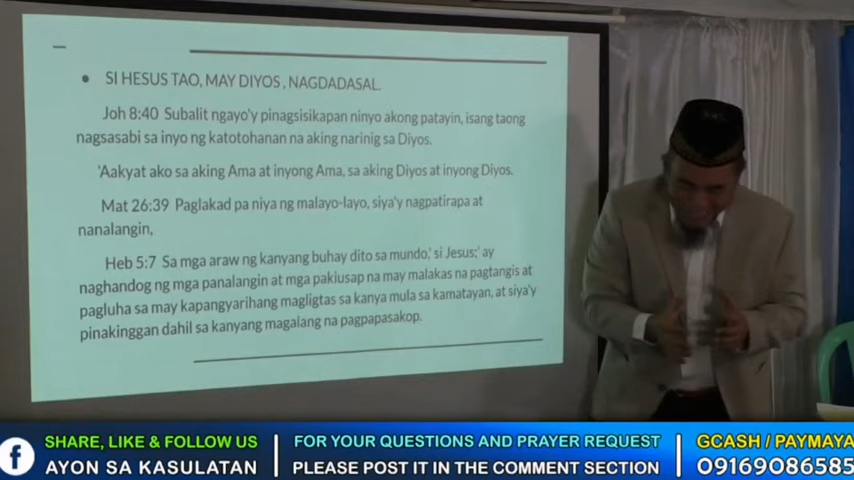 SI HESUS TAO, MAY DIYOS , NAGDADASAL.
Joh 8:40 Subalit ngayo'y pinagsisikapan ninyo akong patayin, isang taong
nagsasabi sa inyo ng katotohanan na aking narinig sa Diyos.
'Aakyat ako sa aking Ama at inyong Ama, sa aking Diyos at inyong Diyos.
Mat 26:39 Paglakad pa niya ng malayo-layo, siya'y nagpatirapa at
nanalangin,
Heb 5:7 Sa mga araw ng kanyang buhay dito sa mundo,' si Jesus;' ay
naghandog ng mga panalangin at mga pakiusap na may malakas na pagtangis at
pagluha sa may kapangyarihang magligtas sa kanya mula sa kamatayan, at siya'y
pinakinggan dahil sa kanyang magalang na pagpapasakop.
SHARE, LIKE & FOLLOW US
AYON SA KASULATAN
FOR YOUR QUESTIONS AND PRAYER REQUEST
PLEASE POST IT IN THE COMMENT SECTION
GCASH / PAYMAYA
09169086585